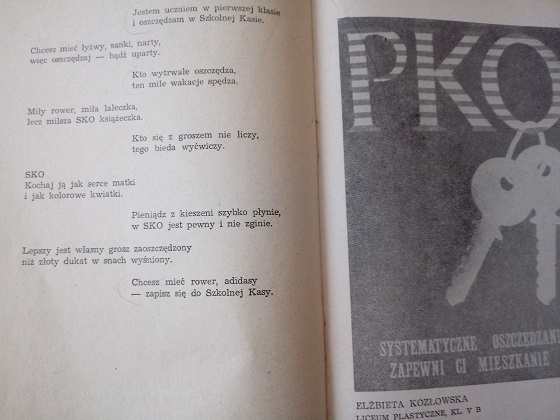 Jestem uczniem w pierwszej klasie
i oszczędzam w Szkolnej Kasie.
Chcesz mieć łyżwy, sanki, narty,
więc oszczędzaj — bądź uparty.
Kto wytrwale oszczędza,
ten miłe wakacje spędza.
Miły rower, miła laleczka,
lecz milsza SKO książeczka.
Kto się z groszem nie liczy,
tego bieda wyćwiczy.
SKO
Kochaj ją jak serce matki
i jak kolorowe kwiatki.
Pieniądz z kieszeni szybko płynie,
w SKO jest pewny i nie zginie.
Lepszy jest własny grosz zaoszczędzony
niż złoty dukat w snach wyśniony.
Chcesz mieć rower, adidasy
— zapisz się do Szkolnej Kasy.
PKO
SYSTEMATYCZNE OSZCZĘDZANI
ZAPEWNI CI MIESZKANIE
ELŻBIETA KOZŁOWSKA
LICEUM PLASTYCZNE, KL. V B